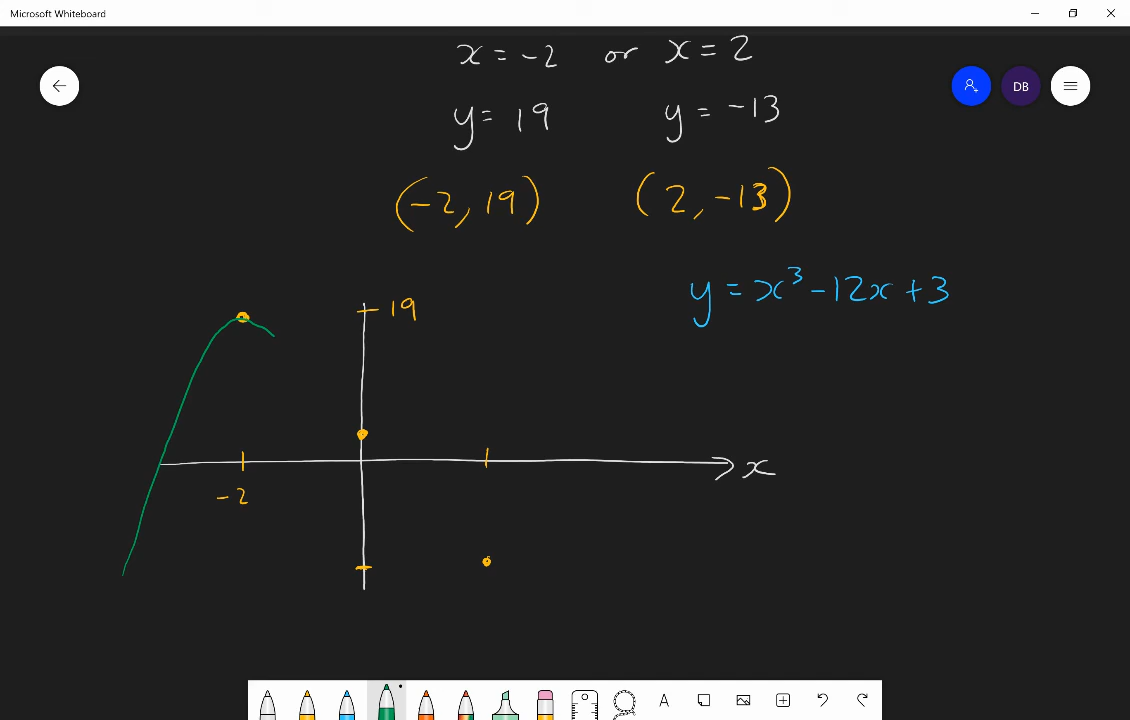 Microsoft Whiteboard
x = -2 or x = 2
y = 19 y = -13
DB
(-2, 19) (2, -13)
y = x³ - 12x + 3
19
x
-2
A